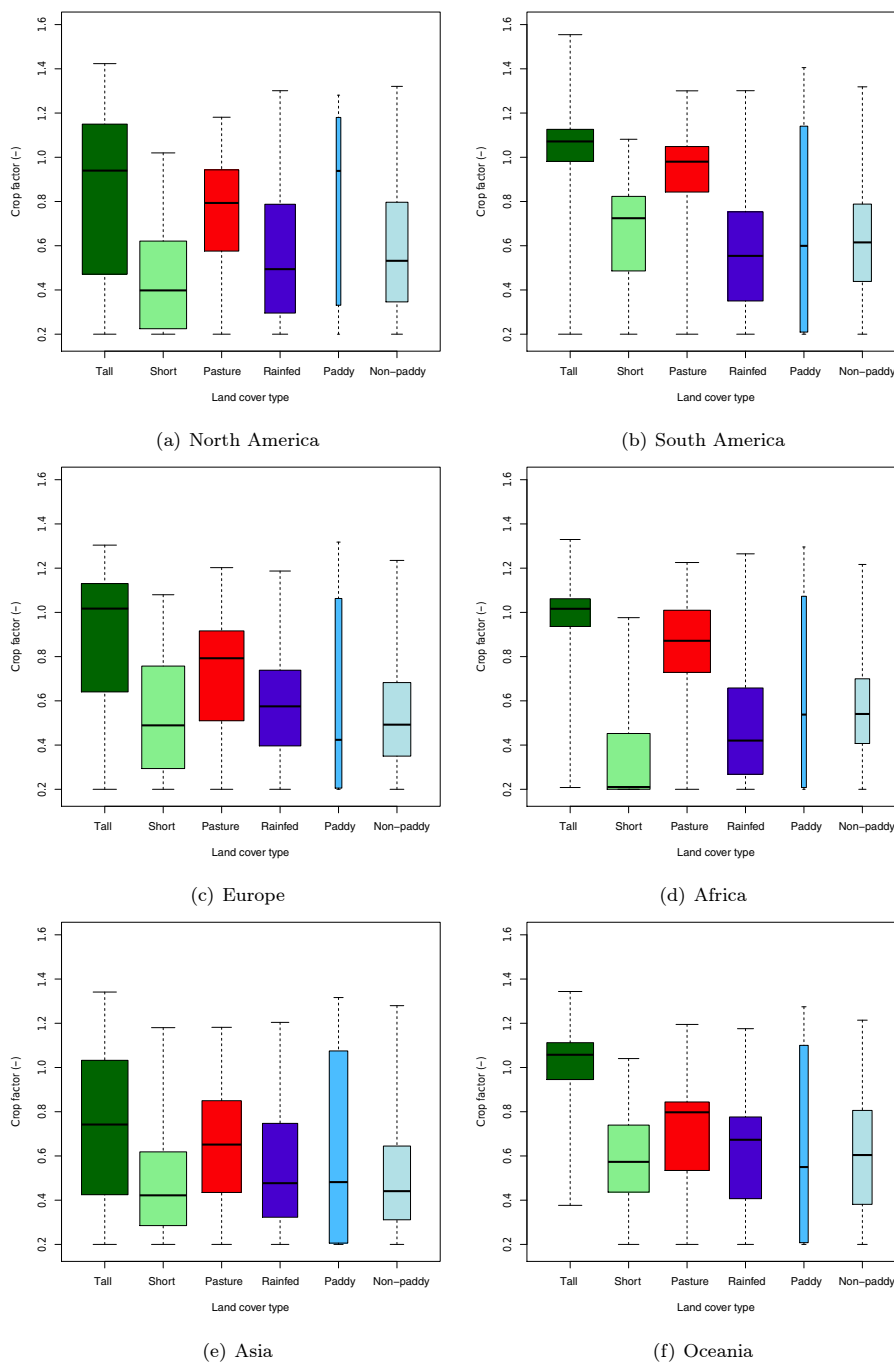 1.6
1.4
1.2
1.0
0.8
0.6
0.4
0.2
Crop factor (−)
Tall Short Pasture Rainfed Paddy Non−paddy
Land cover type
(a) North America
1.6
1.4
1.2
1.0
0.8
0.6
0.4
0.2
Crop factor (−)
Tall Short Pasture Rainfed Paddy Non−paddy
Land cover type
(b) South America
1.6
1.4
1.2
1.0
0.8
0.6
0.4
0.2
Crop factor (−)
Tall Short Pasture Rainfed Paddy Non−paddy
Land cover type
(c) Europe
1.6
1.4
1.2
1.0
0.8
0.6
0.4
0.2
Crop factor (−)
Tall Short Pasture Rainfed Paddy Non−paddy
Land cover type
(d) Africa
1.6
1.4
1.2
1.0
0.8
0.6
0.4
0.2
Crop factor (−)
Tall Short Pasture Rainfed Paddy Non−paddy
Land cover type
(e) Asia
1.6
1.4
1.2
1.0
0.8
0.6
0.4
0.2
Crop factor (−)
Tall Short Pasture Rainfed Paddy Non−paddy
Land cover type
(f) Oceania